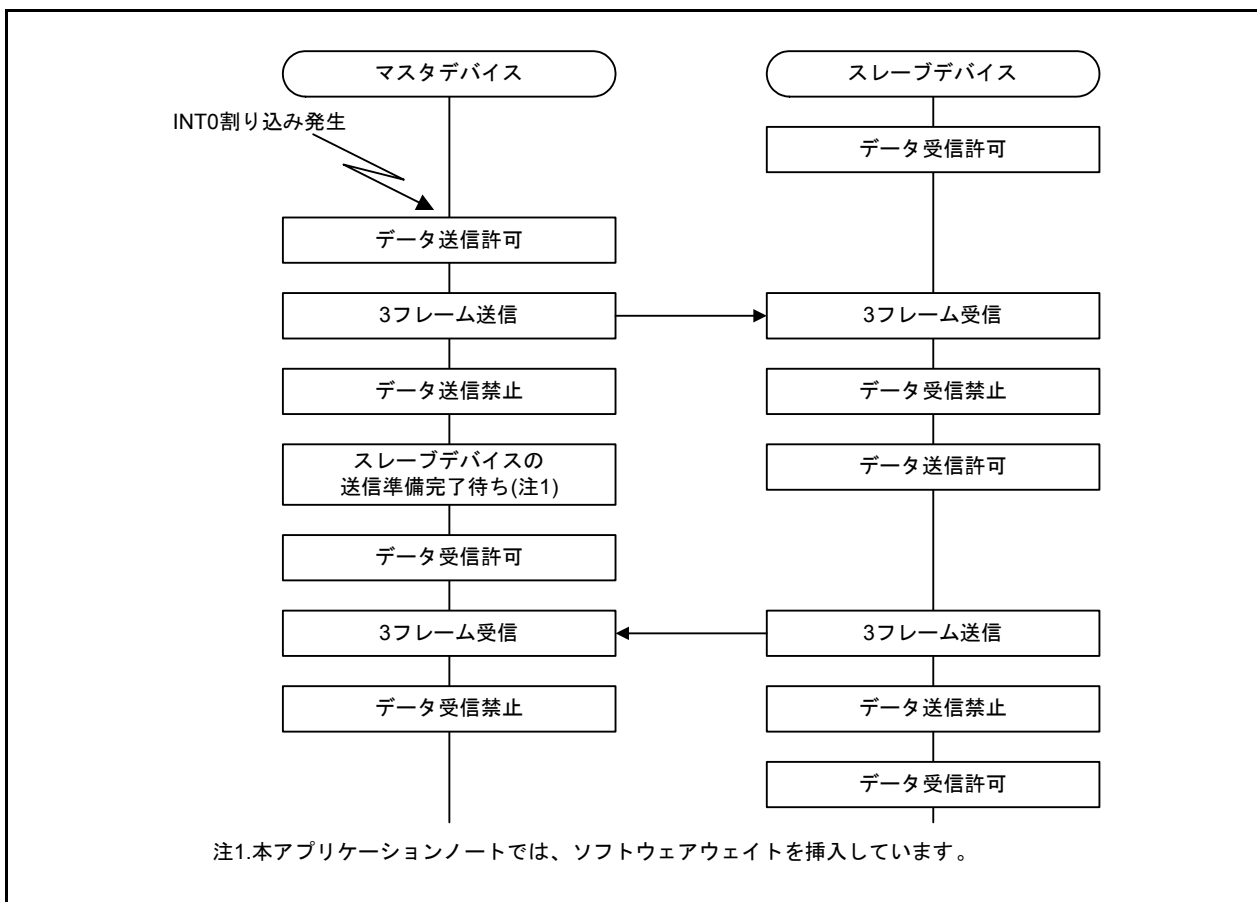 マスタデバイス
スレーブデバイス
INT0割り込み発生
データ受信許可
データ送信許可
3フレーム送信
3フレーム受信
データ送信禁止
データ受信禁止
スレーブデバイスの
送信準備完了待ち(注1)
データ送信許可
データ受信許可
3フレーム受信
3フレーム送信
データ受信禁止
データ送信禁止
データ受信許可
注1.本アプリケーションノートでは、ソフトウェアウェイトを挿入しています。